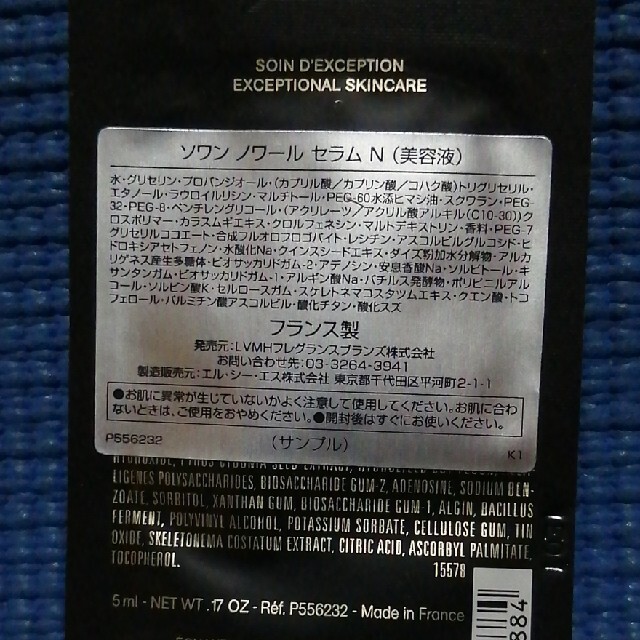 SOIN D'EXCEPTION
EXCEPTIONAL SKINCARE
ソワン ノワール セラム N (美容液)
水・グリセリン・プロパンジオール・(カプリル酸/カプリン酸/コハク酸)トリグリセリル・
エタノール・ラウロイルリシン・マルチトール・PEG-60水添ヒマシ油・スクワラン・PEG-
32・PEG-8・ペンチレングリコール・(アクリレーツ/アクリル酸アルキル(C10-30))ク
ロスポリマー・カラスムギエキス・クロルフェネシン・マルトデキストリン・香料・PEG-7
グリセリルココエート・合成フルオロフロゴパイト・レシチン・アスコルビルグルコシド・ヒ
ドロキシアセトフェノン・水酸化Na・クインスシードエキス・ダイズ粉加水分解物・アルカ
リゲネス産生多糖体・ビオサッカリドガム-2・アデノシン・安息香酸Na・ソルビトール・キ
サンタンガム・ビオサッカリドガム-1・アルギン酸Na・バチルス発酵物・ポリビニルアル
コール・ソルビン酸K・セルロースガム・スケレトネマコスタツムエキス・クエン酸・トコ
フェロール・パルミチン酸アスコルビル・酸化チタン・酸化スズ
フランス製
発売元:LVMHフレグランスブランズ株式会社
お問い合わせ先:03-3264-3941
製造販売元:エル・シー・エス株式会社 東京都千代田区平河町2-1-1
●お肌に異常が生じていないかよく注意して使用してください。お肌に合わ
ないときは、ご使用をおやめください。●開封後はすぐにお使いください。
P556232 (サンプル) K1
LIGENES POLYSACCHARIDES, BIOSACCHARIDE GUM-2, ADENOSINE, SODIUM BEN-
ZOATE, SORBITOL, XANTHAN GUM, BIOSACCHARIDE GUM-1, ALGIN, BACILLUS
FERMENT, POLYVINYL ALCOHOL, POTASSIUM SORBATE, CELLULOSE GUM, TIN
OXIDE, SKELETONEMA COSTATUM EXTRACT, CITRIC ACID, ASCORBYL PALMITATE,
TOCOPHEROL.
15578
5 ml - NET WT. .17 OZ - Réf. P556232 - Made in France
884